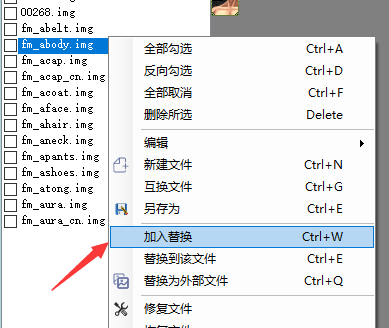 00268.img
fm_abelt.img
fm_abody.img
fm_acap.img
fm_acap_cn.img
fm_acoat.img
fm_aface.img
fm_ahair.img
fm_aneck.img
fm_apants.img
fm_ashoes.img
fm_atong.img
fm_aura.img
fm_aura_cn.img
全部勾选 Ctrl+A
反向勾选 Ctrl+D
全部取消 Ctrl+F
删除所选 Delete
编辑
新建文件 Ctrl+N
互换文件 Ctrl+G
另存为 Ctrl+E
加入替换 Ctrl+W
替换到该文件 Ctrl+E
替换为外部文件 Ctrl+Q
修复文件